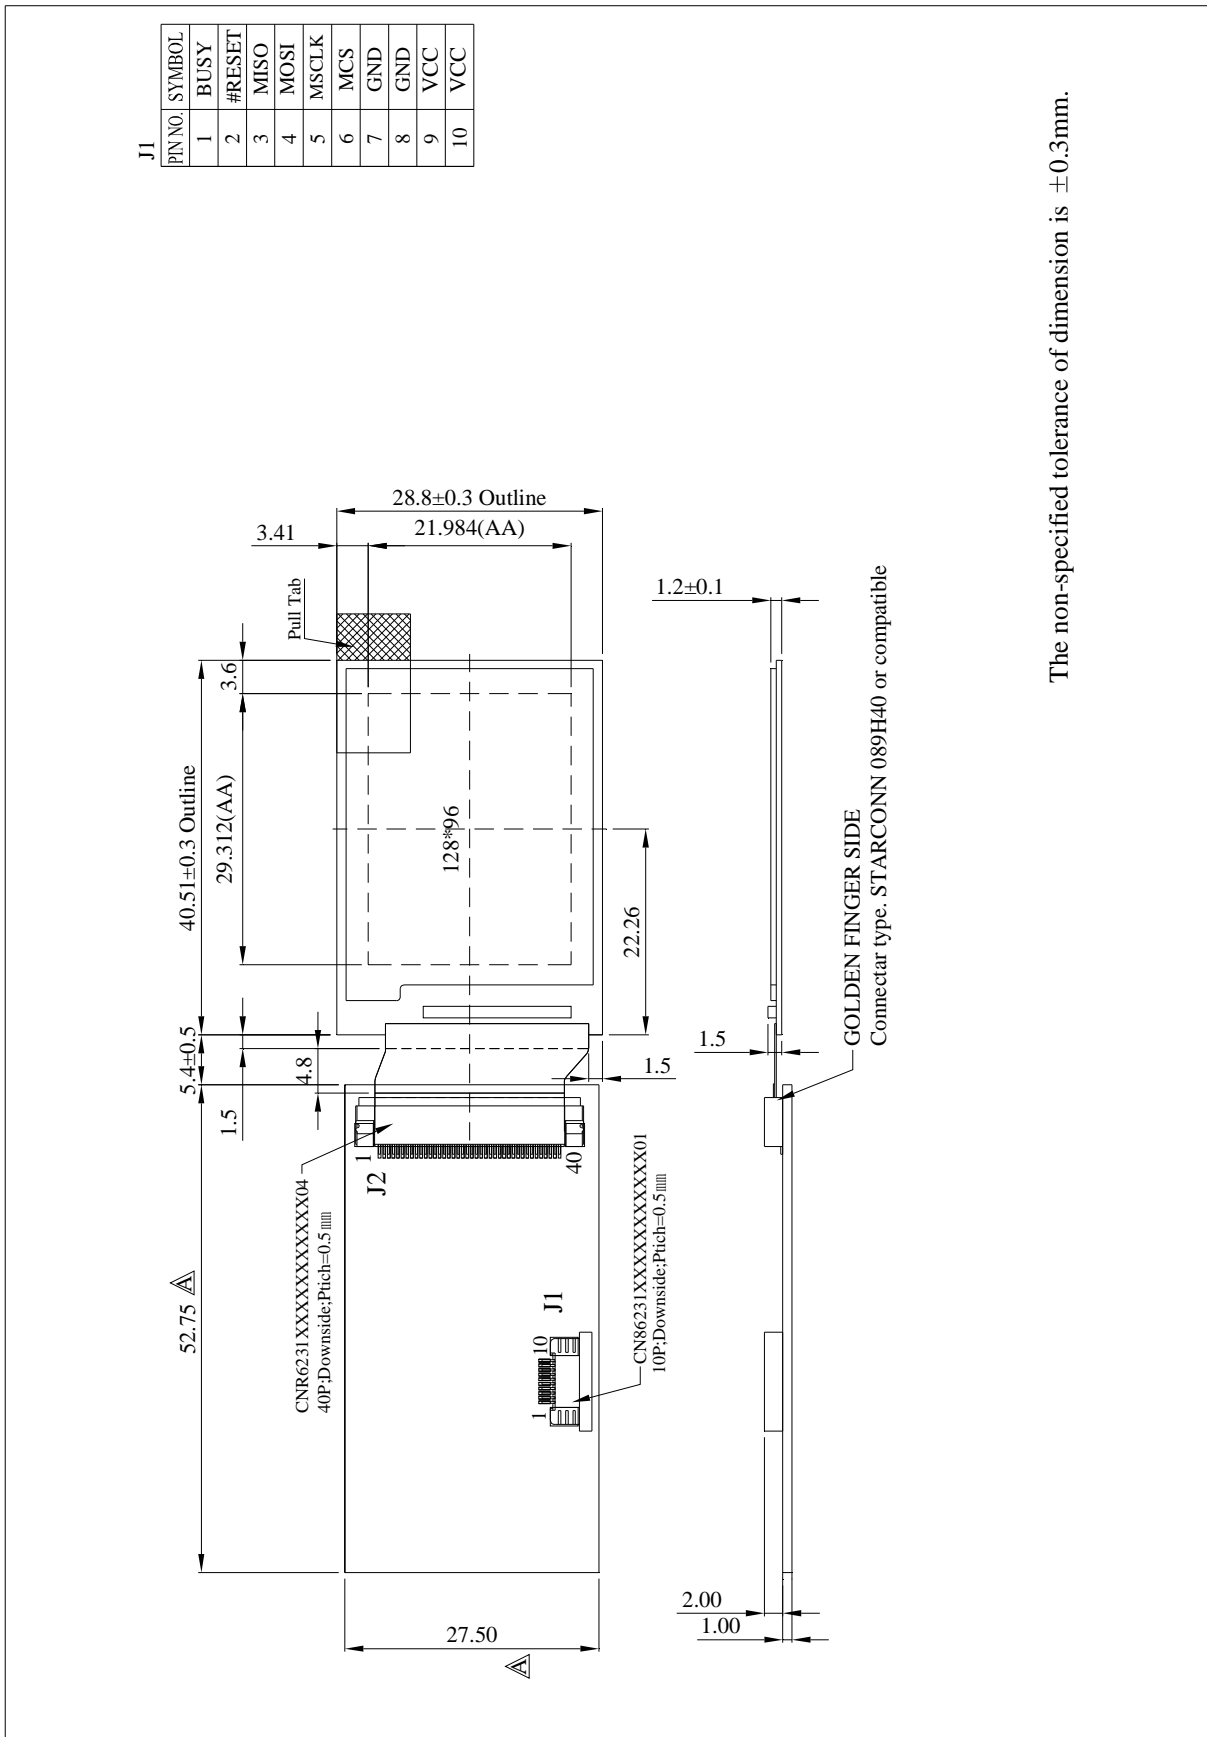 J1
PIN NO. SYMBOL
1 BUSY
2 #RESET
3 MISO
4 MOSI
5 MSCLK
6 MCS
7 GND
8 GND
9 VCC
10 VCC
52.75 A
5.4±0.5
40.51±0.3 Outline
1.5
29.312(AA)
3.6
4.8
Pull Tab
3.41
28.8±0.3 Outline
21.984(AA)
CNR6231XXXXXXXXXXXX04
40P;Downside;Ptich=0.5㎜
1
J2
40
128*96
22.26
1.5
27.50
A
J1
1
10
CN86231XXXXXXXXXXXX01
10P;Downside;Ptich=0.5㎜
1.2±0.1
1.5
2.00
1.00
GOLDEN FINGER SIDE
Connectar type. STARCONN 089H40 or compatible
The non-specified tolerance of dimension is ±0.3mm.